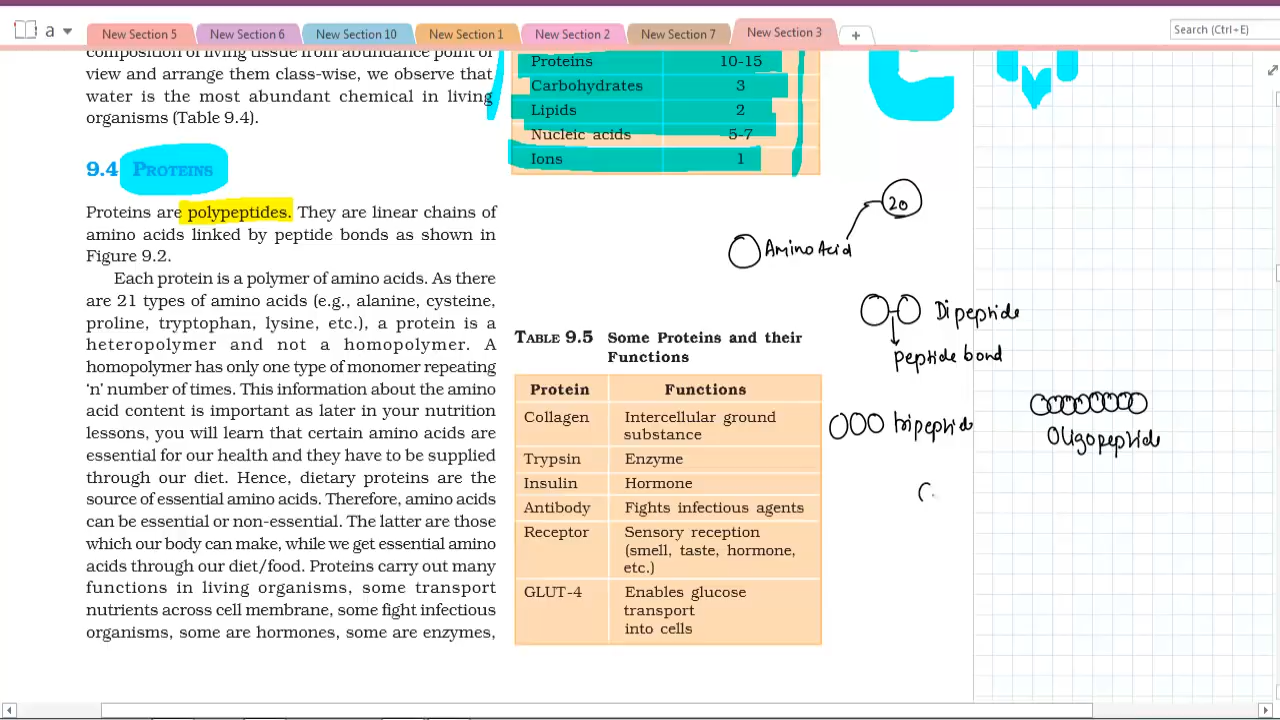 a
New Section 5
New Section 6
New Section 10
New Section 1
New Section 2
New Section 7
New Section 3
Search (Ctrl+E)
composition of living tissue from abundance point of
view and arrange them class-wise, we observe that
water is the most abundant chemical in living
organisms (Table 9.4).
9.4 PROTEINS
Proteins are polypeptides. They are linear chains of
amino acids linked by peptide bonds as shown in
Figure 9.2.
Each protein is a polymer of amino acids. As there
are 21 types of amino acids (e.g., alanine, cysteine,
proline, tryptophan, lysine, etc.), a protein is a
heteropolymer and not a homopolymer. A
homopolymer has only one type of monomer repeating
'n' number of times. This information about the amino
acid content is important as later in your nutrition
lessons, you will learn that certain amino acids are
essential for our health and they have to be supplied
through our diet. Hence, dietary proteins are the
source of essential amino acids. Therefore, amino acids
can be essential or non-essential. The latter are those
which our body can make, while we get essential amino
acids through our diet/food. Proteins carry out many
functions in living organisms, some transport
nutrients across cell membrane, some fight infectious
organisms, some are hormones, some are enzymes,
Proteins 10-15
Carbohydrates 3
Lipids 2
Nucleic acids 5-7
Ions 1
TABLE 9.5 Some Proteins and their
Functions
Protein Functions
Collagen Intercellular ground
substance
Trypsin Enzyme
Insulin Hormone
Antibody Fights infectious agents
Receptor Sensory reception
(smell, taste, hormone,
etc.)
GLUT-4 Enables glucose
transport
into cells
20
Amino Acid
Dipeptide
peptide bond
tripeptide
Oligopeptide